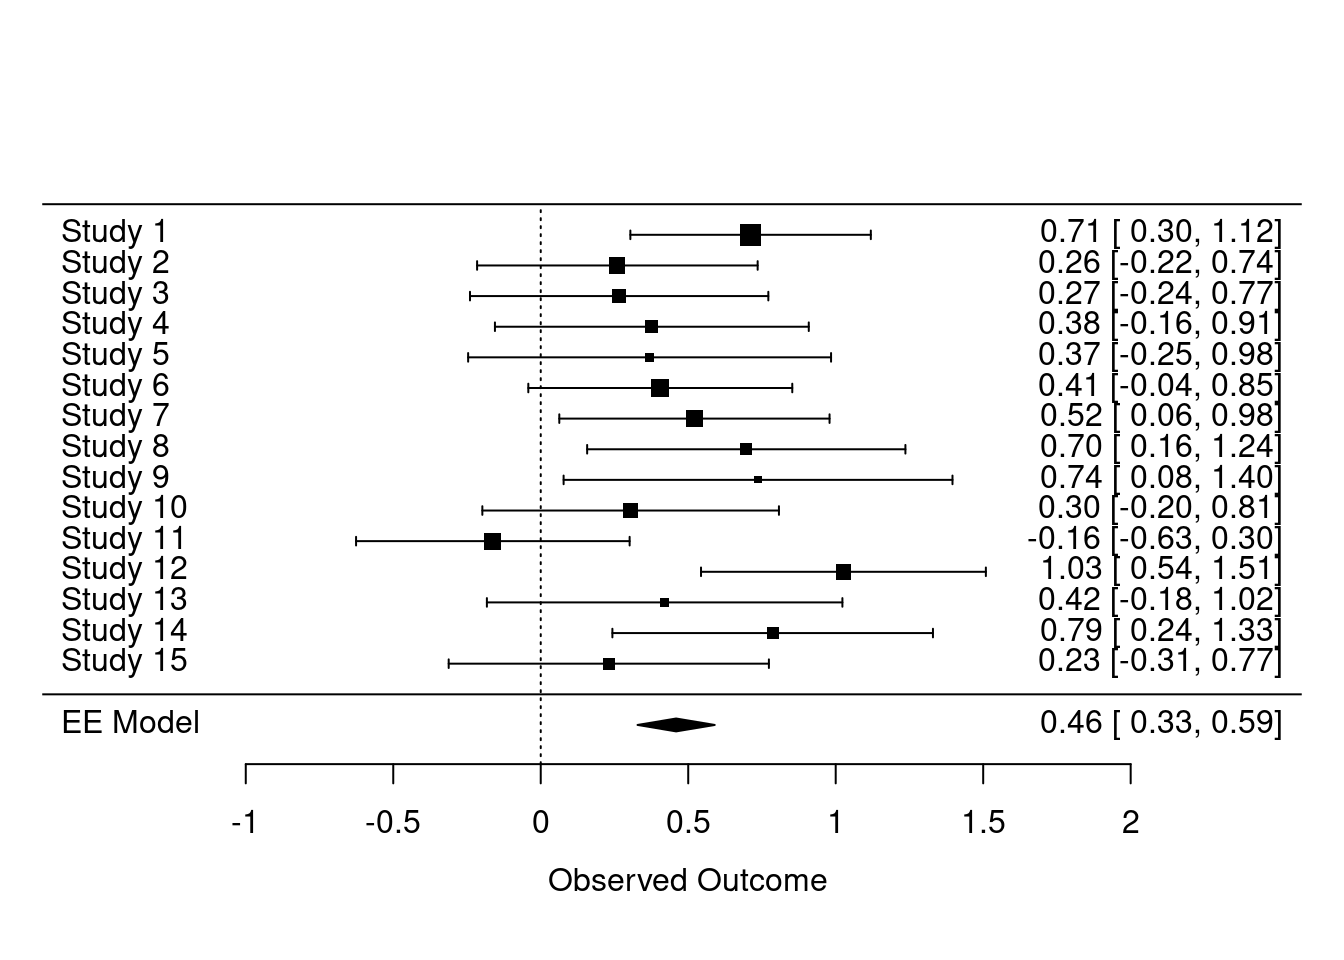 Study 1 0.71 [ 0.30, 1.12]
Study 2 0.26 [-0.22, 0.74]
Study 3 0.27 [-0.24, 0.77]
Study 4 0.38 [-0.16, 0.91]
Study 5 0.37 [-0.25, 0.98]
Study 6 0.41 [-0.04, 0.85]
Study 7 0.52 [ 0.06, 0.98]
Study 8 0.70 [ 0.16, 1.24]
Study 9 0.74 [ 0.08, 1.40]
Study 10 0.30 [-0.20, 0.81]
Study 11 -0.16 [-0.63, 0.30]
Study 12 1.03 [ 0.54, 1.51]
Study 13 0.42 [-0.18, 1.02]
Study 14 0.79 [ 0.24, 1.33]
Study 15 0.23 [-0.31, 0.77]
EE Model 0.46 [ 0.33, 0.59]
-1 -0.5 0 0.5 1 1.5 2
Observed Outcome